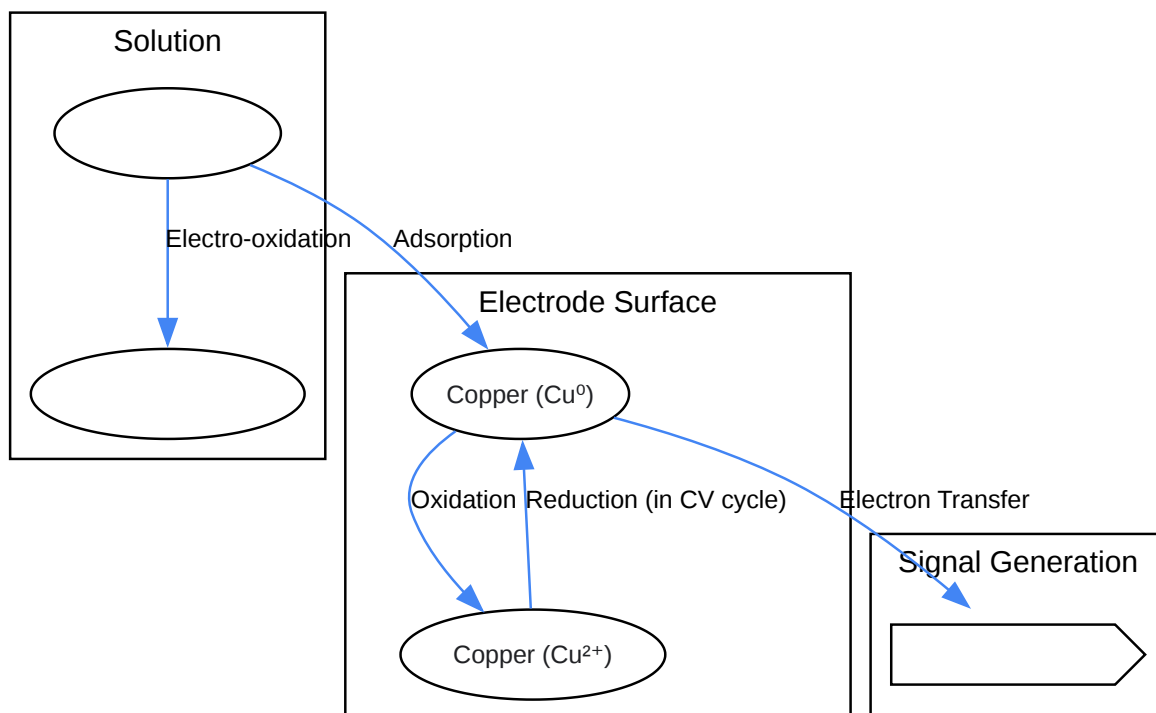 Solution
Electro-oxidation
Adsorption
Electrode Surface
Copper (Cu⁰)
Oxidation
Reduction (in CV cycle)
Electron Transfer
Signal Generation
Copper (Cu²⁺)